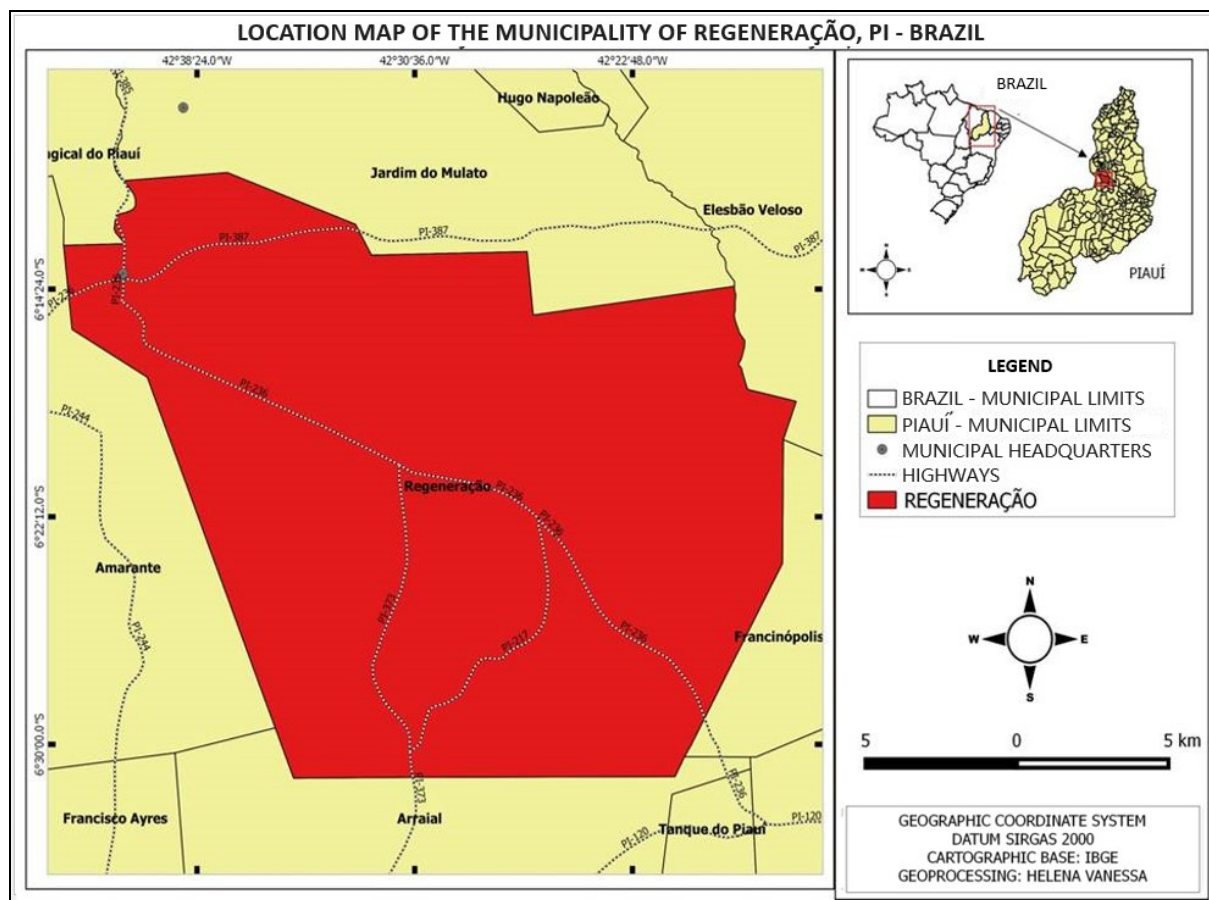 LOCATION MAP OF THE MUNICIPALITY OF REGENERAÇÃO, PI - BRAZIL
42°38'24.0"W
42°30'36.0"W
42°22'48.0"W
PI-385
Hugo Napoleão
gical do Piauí
Jardim do Mulato
Elesbão Veloso
PI-387
PI-387
PI-387
6°14'24.0"S
PI-236
PI-236
PI-244
Regeneração
PI-236
PI-236
6°22'12.0"S
Amarante
PI-373
PI-217
PI-236
PI-244
Francinópolis
6°30'00.0"S
PI-373
PI-236
Francisco Ayres
Arraial
Tanque do Piauí
PI-120
PI-120
BRAZIL
PIAUÍ
LEGEND
BRAZIL - MUNICIPAL LIMITS
PIAUÍ - MUNICIPAL LIMITS
MUNICIPAL HEADQUARTERS
HIGHWAYS
REGENERAÇÃO
N
W
E
S
5 0 5 km
GEOGRAPHIC COORDINATE SYSTEM
DATUM SIRGAS 2000
CARTOGRAPHIC BASE: IBGE
GEOPROCESSING: HELENA VANESSA